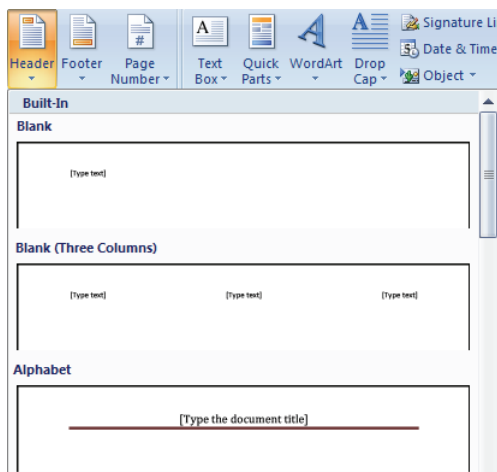 Header Footer Page Number
Text Box Quick Parts WordArt Drop Cap
Signature Li
Date & Time
Object
Built-In
Blank
[Type text]
Blank (Three Columns)
[Type text] [Type text] [Type text]
Alphabet
[Type the document title]